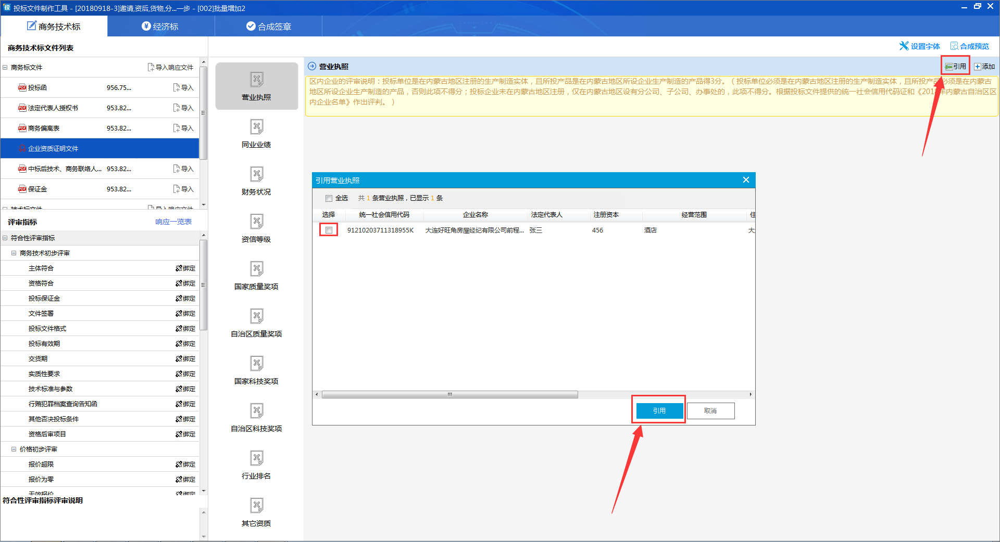 投标文件制作工具 - [20180918-3]邀请,资后,货物,分...一步 - [002]批量增加2
商务技术标
经济标
合成签章
商务技术标文件列表
设置字体
合成预览
商务标文件
导入响应文件
投标函
956.75...
导入
法定代表人授权书
953.82...
导入
商务偏离表
953.82...
导入
企业资质证明文件
中标后技术、商务联络人...
953.82...
导入
保证金
953.82...
导入
技术标文件
导入响应文件
评审指标
响应一览表
符合性评审指标
商务技术初步评审
主体符合
绑定
资格符合
绑定
投标保证金
绑定
文件签署
绑定
投标文件格式
绑定
投标有效期
绑定
交货期
绑定
实质性要求
绑定
技术标准与参数
绑定
行贿犯罪档案查询告知函
绑定
其他否决投标条件
绑定
资格后审项目
绑定
价格初步评审
报价超限
绑定
报价为零
绑定
无效报价
绑定
符合性评审指标评审说明
营业执照
同业业绩
财务状况
资信等级
国家质量奖项
自治区质量奖项
国家科技奖项
自治区科技奖项
行业排名
其它资质
营业执照
引用
添加
区内企业的评审说明：投标单位是在内蒙古地区注册的生产制造实体，且所投产品是在内蒙古地区所设企业生产制造的产品得3分。（投标单位必须是在内蒙古地区注册的生产制造实体，且所投产品必须是在内蒙古
地区所设企业生产制造的产品，否则此项不得分；投标企业未在内蒙古地区注册，仅在内蒙古地区设有分公司、子公司、办事处的，此项不得分。根据投标文件提供的统一社会信用代码证和《2018年内蒙古自治区区
内企业名单》作出评判。）
引用营业执照
全选
共 1 条营业执照，已显示 1 条
选择
统一社会信用代码
企业名称
法定代表人
注册资本
经营范围
住
91210203711318955K
大连好旺角房屋经纪有限公司前程...
张三
456
酒店
大
引用
取消